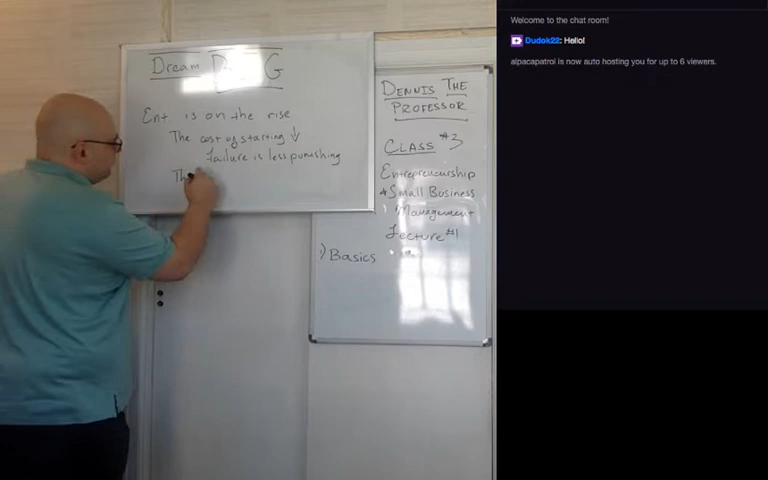 Dream
G
Ent is on the rise
The cost of starting ↓
failure is less punishing
Th
DENNIS THE
PROFESSOR
CLASS #3
Entrepreneurship
Small Business
Management
Lecture #1
1) Basics
Welcome to the chat room!
Dudok22: Hello!
alpacapatrol is now auto hosting you for up to 6 viewers.